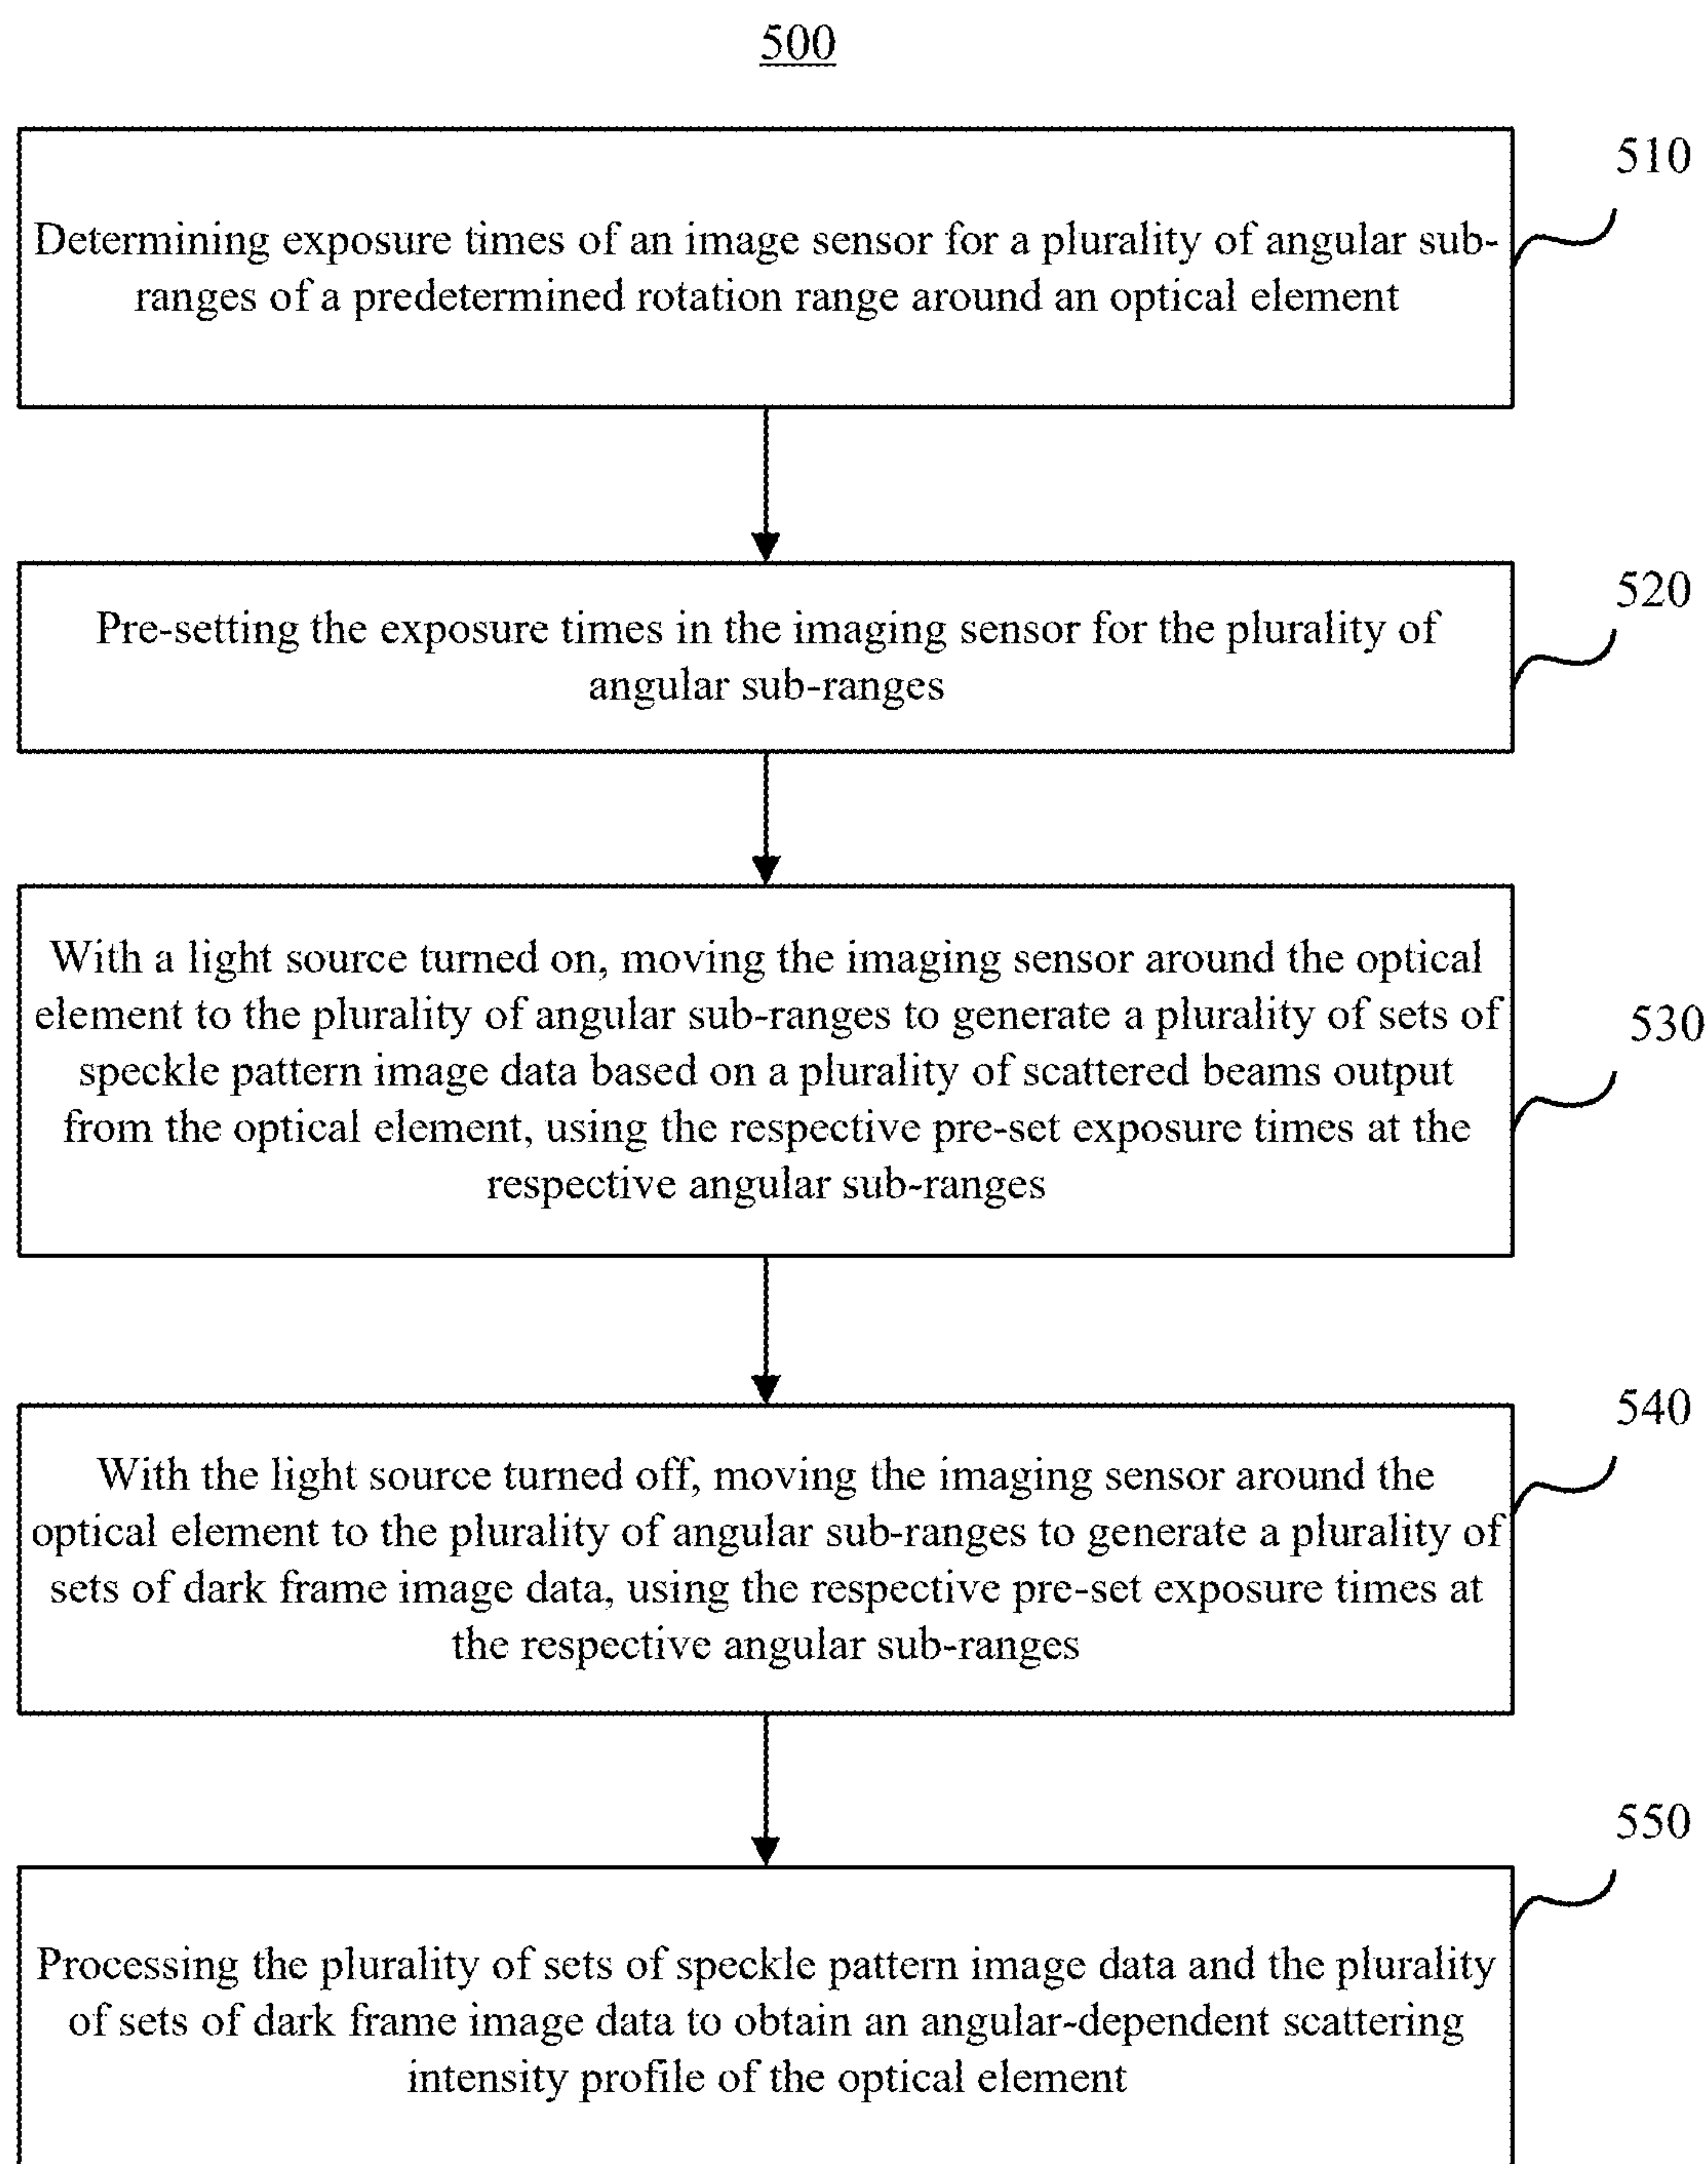 500
510
Determining exposure times of an image sensor for a plurality of angular sub-
ranges of a predetermined rotation range around an optical element
520
Pre-setting the exposure times in the imaging sensor for the plurality of
angular sub-ranges
With a light source turned on, moving the imaging sensor around the optical
element to the plurality of angular sub-ranges to generate a plurality of sets of
530
speckle pattern image data based on a plurality of scattered beams output
from the optical element, using the respective pre-set exposure times at the
respective angular sub-ranges
540
With the light source turned off, moving the imaging sensor around the
optical element to the plurality of angular sub-ranges to generate a plurality of
sets of dark frame image data, using the respective pre-set exposure times at
the respective angular sub-ranges
550
Processing the plurality of sets of speckle pattern image data and the plurality
of sets of dark frame image data to obtain an angular-dependent scattering
intensity profile of the optical element